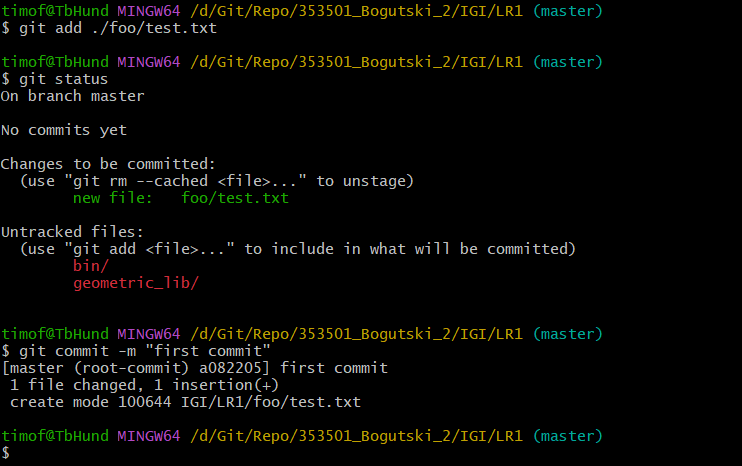 timof@TbHund MINGW64 /d/Git/Repo/353501_Bogutski_2/IGI/LR1 (master)
$ git add ./foo/test.txt
timof@TbHund MINGW64 /d/Git/Repo/353501_Bogutski_2/IGI/LR1 (master)
$ git status
On branch master
No commits yet
Changes to be committed:
  (use "git rm --cached <file>..." to unstage)
        new file:   foo/test.txt
Untracked files:
  (use "git add <file>..." to include in what will be committed)
        bin/
        geometric_lib/
timof@TbHund MINGW64 /d/Git/Repo/353501_Bogutski_2/IGI/LR1 (master)
$ git commit -m "first commit"
[master (root-commit) a082205] first commit
 1 file changed, 1 insertion(+)
 create mode 100644 IGI/LR1/foo/test.txt
timof@TbHund MINGW64 /d/Git/Repo/353501_Bogutski_2/IGI/LR1 (master)
$